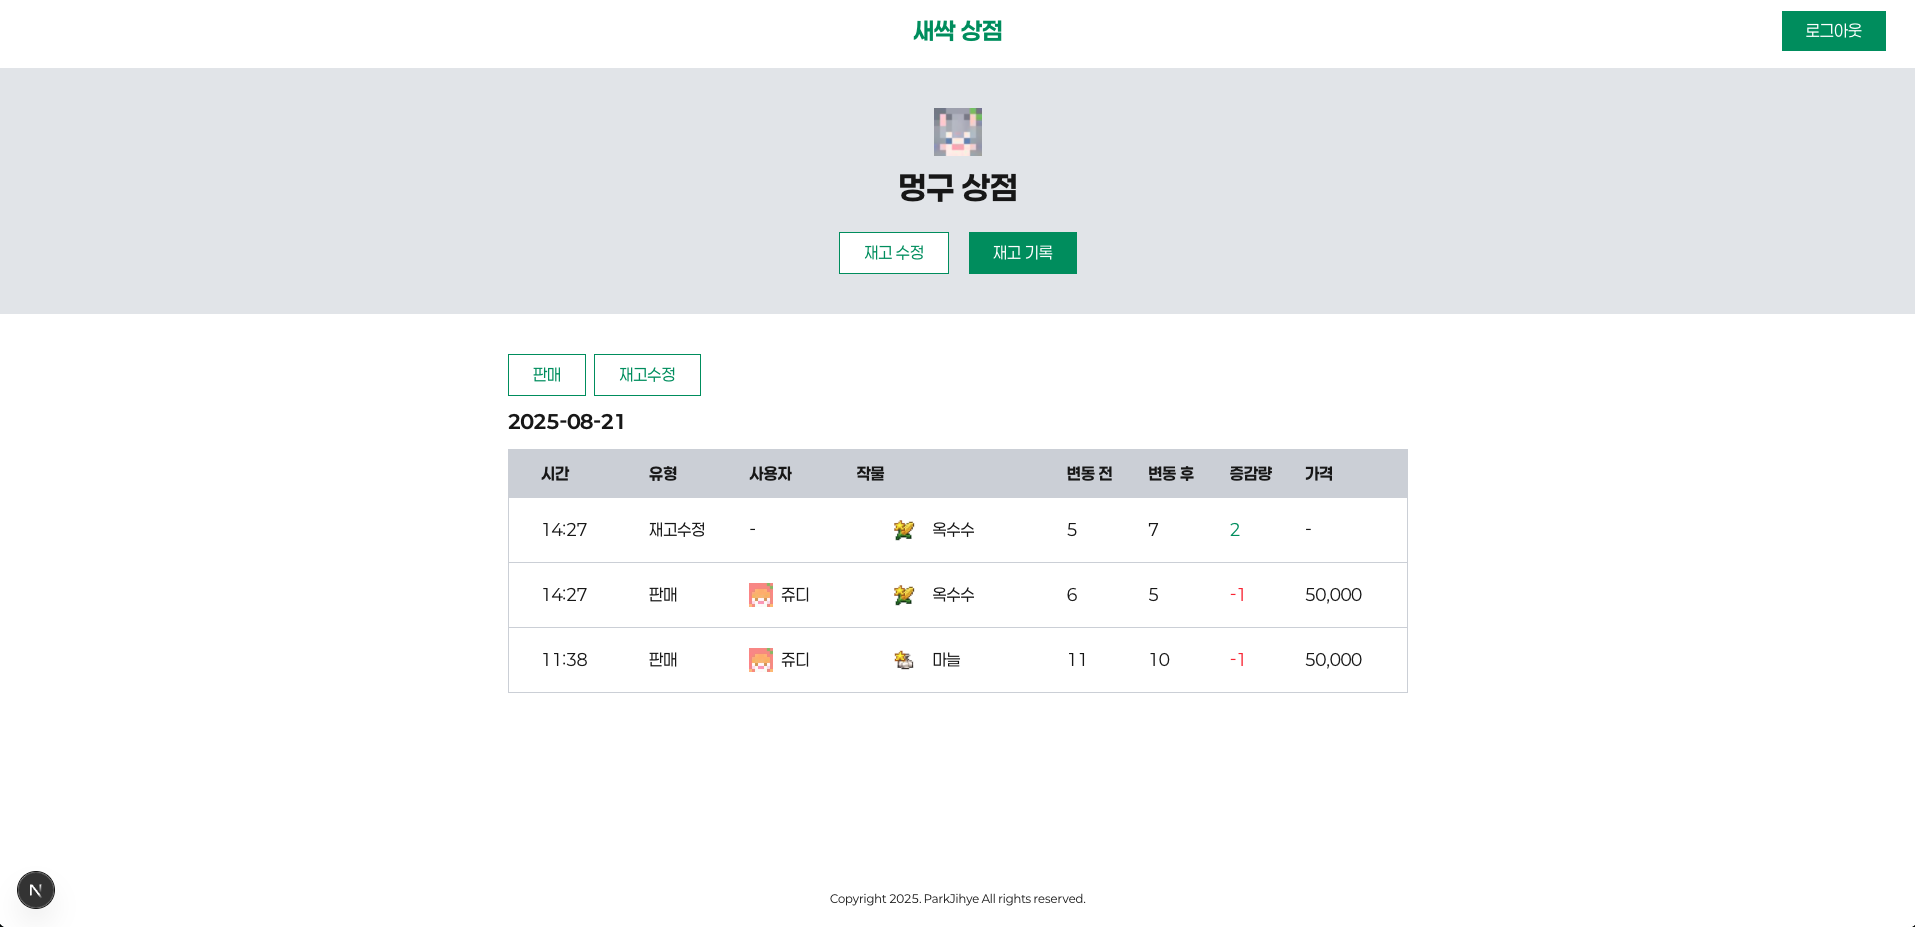 새싹 상점
로그아웃
멍구 상점
재고 수정 재고 기록
판매 재고수정
2025-08-21
시간 유형 사용자 작물 변동 전 변동 후 증감량 가격
14:27 재고수정 - 옥수수 5 7 2 -
14:27 판매 쥬디 옥수수 6 5 -1 50,000
11:38 판매 쥬디 마늘 11 10 -1 50,000
N
Copyright 2025. ParkJihye All rights reserved.